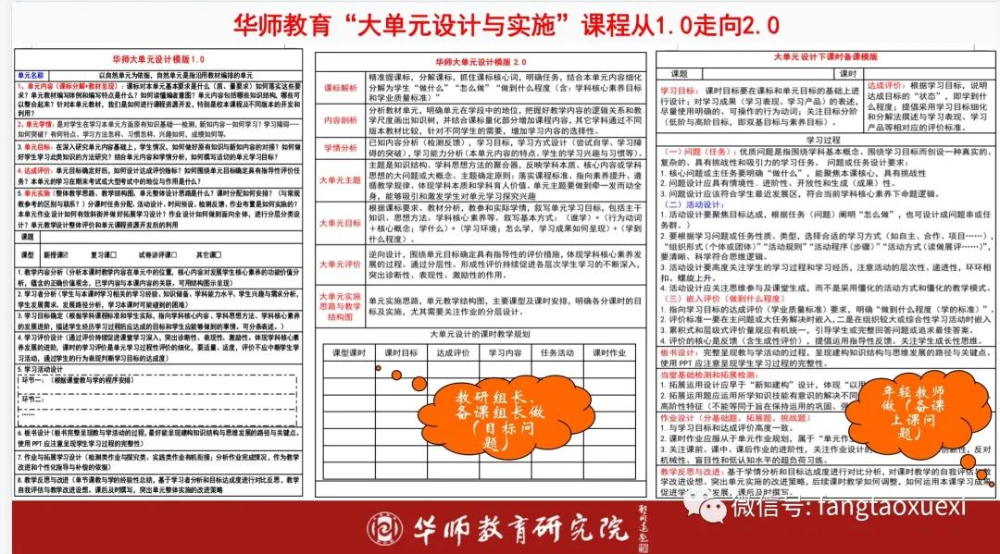 华师教育“大单元设计与实施”课程从1.0走向2.0
华师大单元设计模版1.0
单元名称
以自然单元为依据，自然单元是指沿用教材编排的单元
1、单元内容（课标分解+教材呈现）：课标对本单元基本要求是什么（质、量要求）如何落实这些要
求？单元教材编写体例和编写特点是什么？如何读懂编者意图？单元内容包括哪些知识结构，哪些可
以整合起来？针对本单元教材，我们是如何进行课程资源开发，特别是校本课程及不同版本的开发和
利用？
2、单元学情：是对学生在学习本单元方面原有知识基础—检测，新知内容—如何学习？学习障碍—
如何突破？有何特点、学习方法怎样、习惯怎样、兴趣如何，成绩如何等。
3、单元目标：在深入研究单元内容基础上，学生情况，如何做好原有知识与新知内容的对接？如何做
好学生学习此类知识的方法研究？结合单元内容和学情分析，如何撰写适切的单元学习目标？
4、达成评价：单元目标确定好后，如何设计达成评价指标？如何围绕单元目标确定具有指导性评价任
务？本单元的学习在期末考试或大型考试中的地位与作用是什么？
5、单元实施（整体教学思路、教学结构图，单元整体设计思路是什么？课时分配如何安排？（与常规
教参考的区别与联系？）分课时任务分配、活动设计、时间预设、检测反馈、作业布置是如何实施的？
本单元作业设计如何有效统筹并做好拓展学习设计？作业设计如何做到面向全体，进行分层分类设
计？单元教学设计整体评价和单元课程资源开发后的利用
课题
课型 新授课☑ 复习课□ 试卷讲评课□ 其它课□
1、教学内容分析（分析本课时教学内容在单元中的位置，核心内容对发展学生核心素养的功能价值分
析，蕴含的正确价值观念，已学内容与本课内容的关联。可用结构图示呈现）
2、学习者分析（学生与本课时学习相关的学习经验、知识储备、学科能力水平、学生兴趣与需求分析，
学生发展需求、发展路径分析，学习本课时可能碰到的困难）
3、学习目标确定（根据学科课程标准和学生实际，指向学科核心内容、学科思想方法、学科核心素养
的发展进阶，描述学生经历学习过程后应达成的目标和学生应能够做到的事情。可分条表述。）
4、学习评价设计（通过评价持续促进课堂学习深入，突出诊断性、表现性、激励性。体现学科核心素
养发展的进阶，课时的学习评价是单元学习过程性评价的细化，要适量、适度，评价不应中断学生学
习活动，通过学生的行为表现判断学习目标的达成度）
5、学习活动设计
环节一：（根据课堂教与学的程序安排）
环节二：
……
6、板书设计（板书完整呈现教与学活动的过程，最好能呈现建构知识结构与思维发展的路径与关键点。
使用 PPT 应注意呈现学生学习过程的完整性）
7、作业与拓展学习设计（检测类作业与探究类、实践类作业有机衔接；分析作业完成情况，作为教学
改进和个性化指导与补偿的依据）
8、教学反思与改进（单节课教与学的经验性总结，基于学习者分析和目标达成度进行对比反思，教学
自我评估与教学改进设想。课后及时撰写，突出单元整体实施的改进策略
华师大单元设计模版 2.0
课标解析
精准握课标，分解课标，抓住课标核心词，明确任务，结合本单元内容细化
分解为学生“做什么”“怎么做”“做到什么程度（含：学科核心素养目标
和学业质量标准）”
内容剖析
分析教材单元，明确单元在学段中的地位，把握好教学内容的逻辑关系和教
学尺度画出知识树，并结合课标量化部分增加课程内容，其它学科通过不同
版本教材比较，针对不同学生的需要，增加学习内容的选择性。
学情分析
已知内容分析（检测反馈），学习目标，学习方式设计（尝试自学、学习障
碍的突破），学习能力分析（本单元内容的特点、学生的学习兴趣与习惯等）。
大单元主题
主题是知识结构、学科思想方法的聚合器，反映学科本质、核心内容或学科
思想的大问题或大概念。主题确定原则：落实课程标准、指向素养提升、遵
循教学规律、体现学科本质和学科育人价值。单元主题要做到牵一发而动全
身，能够吸引和激发学生对单元学习探究兴趣
大单元目标
根据课标要求、教材分析，教参和实际学情，叙写单元学习目标，包括主干
知识、思想方法、学科核心素养等。叙写基本方式：（谁学）+（行为动词
+核心概念：学什么）+（学习环境：怎么学，学习成果如何呈现）+（学到
什么程度）。
大单元评价
逆向设计，围绕单元目标确定具有指导性的评价措施，体现学科核心素养发
展的过程。通过分层性、形成性评价持续促进各层次学生学习的不断深入，
突出诊断性、表现性、激励性的作用。
大单元实施
思路与教学
结构图
单元实施思路，单元教学结构图，主要课型及课时安排，明确各分课时的目
标及实施，尤其需要关注作业的分层设计。
大单元设计的课时教学规划
课型课时 课时目标 达成评价 学习内容 任务活动 课时作业
教研组长、
备课组长做
（目标问
题）
大单元设计下课时备课模版
课题 课时
学习目标： 课时目标要在课标和单元目标的基础上进
行设计；对学习成果（学习表现、学习产品）的表述，
尽量使用明确的、可操作的行为动词；关注目标分阶
（低阶与高阶目标，即双基目标与素养目标）。
达成评价：根据学习目标，说明
达成目标的“状态”，即学到什
么程度；提倡采用学习目标细化
和分解法描述与学习表现，学习
产品等相对应的评价标准。
学习过程
（一）问题（任务）：优质问题是指围绕学科基本概念、围绕学习目标而创设一种真实的、
复杂的、具有挑战性和吸引力的学习任务。 问题或任务设计要求：
1. 核心问题或主任务要明确“做什么”，能聚焦本课核心，具有挑战性
2. 问题设计应具有情境性、进阶性、开放性和生成（成果）性。
3. 问题设计应该符合学生最近发展区，符合当前学科核心素养下命题逻辑。
（二）活动设计：
1. 活动设计要聚焦目标达成，根据任务（问题）阐明“怎么做”，也可设计成问题串或任
务群。）
2. 要根据学习问题或任务性质、类型，选择合适的学习方式（如自主、合作、项目……），
“组织形式（个体或团体）”“活动规则”“活动程序（步骤）”“活动方式（读做展评……）”，
要清晰、科学符合思维逻辑。
3. 活动设计要高度关注学生的学习过程和学习经历，注意活动的层次性、递进性，环环相
扣、螺旋上升。
4. 活动设计应关注思维参与及课堂生成，而不是采用僵化的活动方式和僵化的教学模式。
（三）嵌入评价（做到什么程度）
1. 指向学习目标的达成评价（学业质量标准）要求，明确“做到什么程度（学的标准）”。
2. 评价标准一要在主问题或大任务解决时嵌入，二是在组织较大或综合性学习活动时嵌入
3. 累积式和层级式评价量规应有机统一，引导学生或完整回答问题或追求最佳答案。
4. 评价的核心是反馈（含生成性评价），提倡运用指导性反馈。关注学生成长性思维。
板书设计：完整呈现教与学活动的过程，呈现建构知识结构与思维发展的路径与关键点。
使用 PPT 应注意呈现学生学习过程的完整性。
当堂基础检测和拓展检测：
1. 拓展运用设计应早于“新知建构”设计，体现“以用
2. 拓展运用题应运用所学知识技能有意识的解决不同
高阶性特征（不能等同于旨在保持运用的巩固、强
作业设计（分基础题、拓展题、挑战题）
1. 与学习目标和达成评价高度一致。
2. 课时作业应服从于单元作业规划，属于“单元作
3. 关注课前、课中、课后作业的进阶性，关注作业设计的
创新性，反对
机械性、盲目性和低认知水平的超负荷习练。
教学反思与改进：基于学情分析和目标达成度进行对比分析，对课时教学的自我评估与教
学改进设想。突出单元实施的改进策略，后续课时教学如何调整，如何运用本课学习成果
促进学生发展，课后及时撰写。
年轻教师
做（备课
上课问
题）
微信号: fangtaoxuexi
华师教育研究院